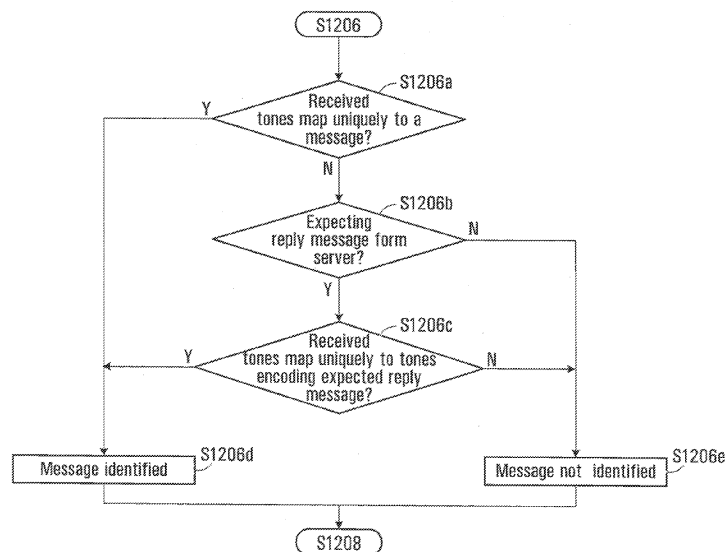 S1206
S1206a
Received
tones map uniquely to a
message?
Y
N
S1206b
Expecting
reply message form
server?
N
Y
S1206c
Received
tones map uniquely to tones
encoding expected reply
message?
Y
N
Message identified
S1206d
Message not identified
S1206e
S1208